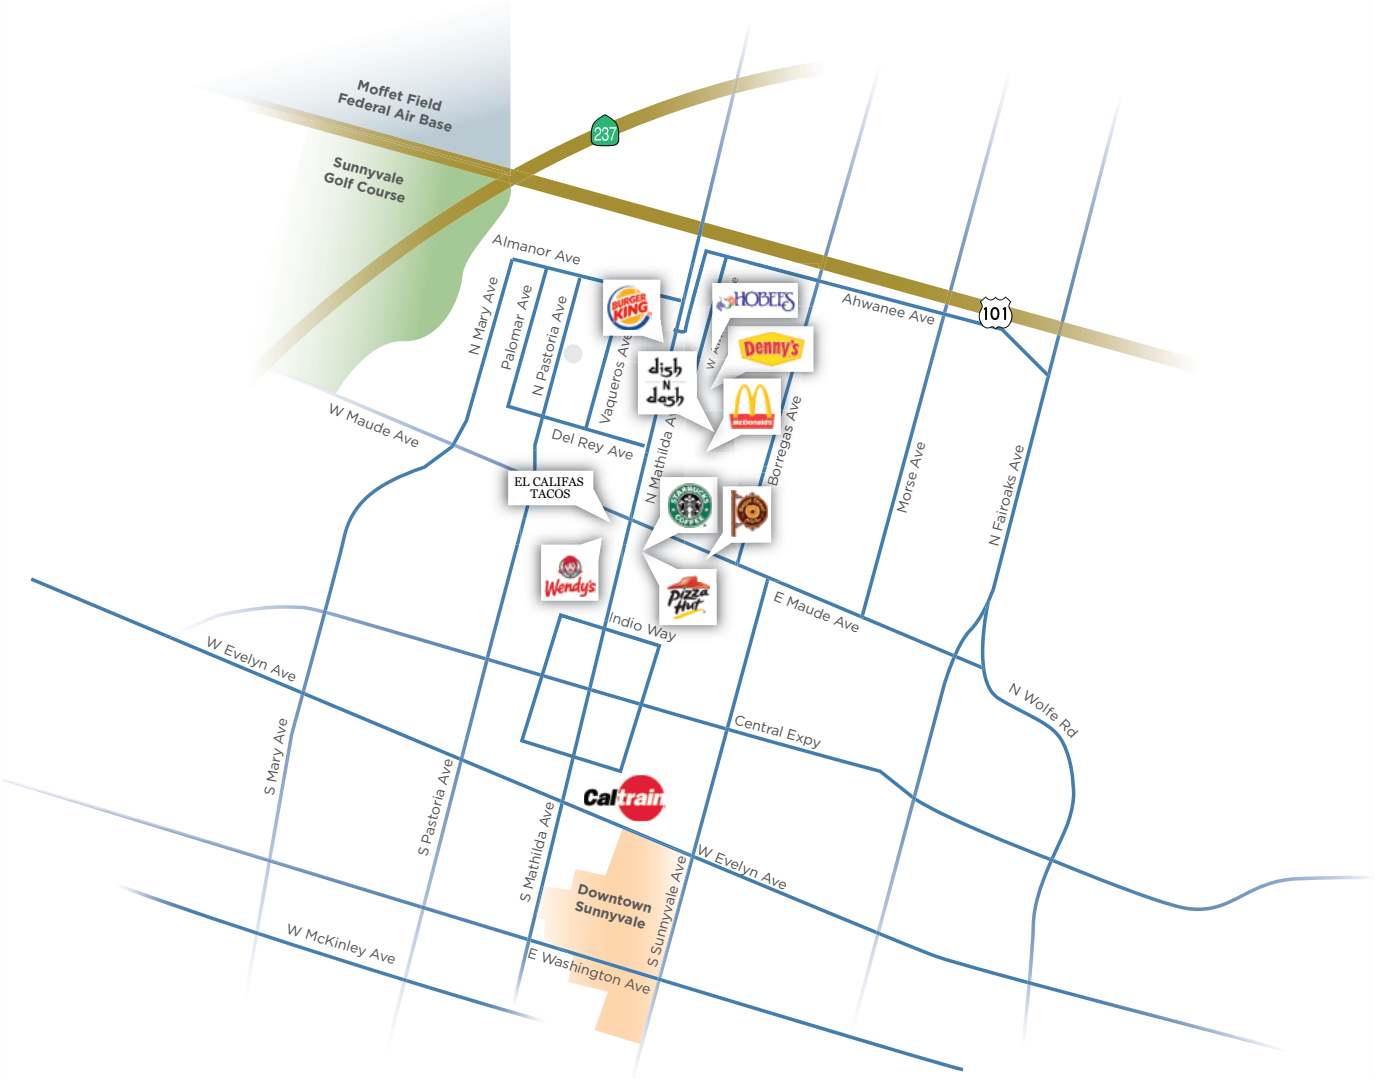 Moffet Field
Federal Air Base
237
Sunnyvale
Golf Course
Almanor Ave
N Mary Ave
Palomar Ave
N Pastoria Ave
Vaqueros Ave
BURGER
KING
HOBEE'S
Denny's
dish
N
dash
McDonald's
Ahwanee Ave
101
W Maude Ave
Del Rey Ave
N Mathilda A
Borregas Ave
Morse Ave
N Fairoaks Ave
EL CALIFAS
TACOS
STARBUCKS
COFFEE
Wendy's
Pizza
Hut
Indio Way
E Maude Ave
W Evelyn Ave
N Wolfe Rd
Central Expy
S Mary Ave
S Pastoria Ave
S Mathilda Ave
Caltrain
W Evelyn Ave
S Sunnyvale Ave
Downtown
Sunnyvale
W McKinley Ave
E Washington Ave